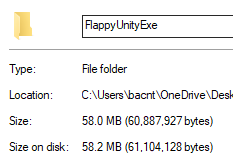 FlappyUnityExe
Type: File folder
Location: C:\Users\bacnt\OneDrive\Desk
Size: 58.0 MB (60,887,927 bytes)
Size on disk: 58.2 MB (61,104,128 bytes)